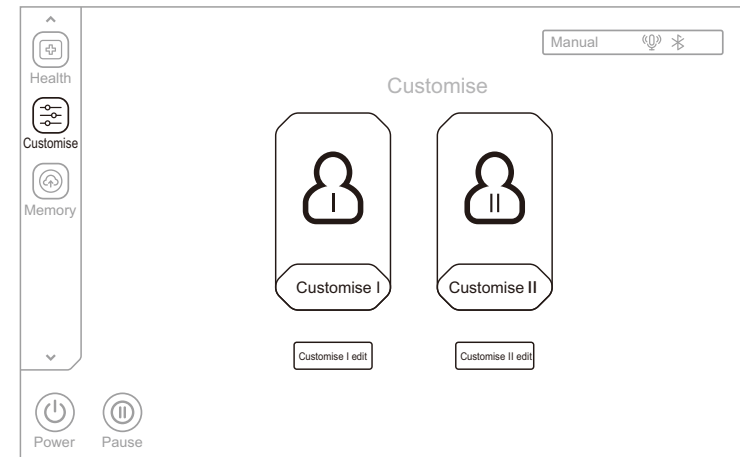 Manual
Health
Customise
Customise
Memory
I
II
Customise I
Customise II
Customise I edit
Customise II edit
Power
Pause